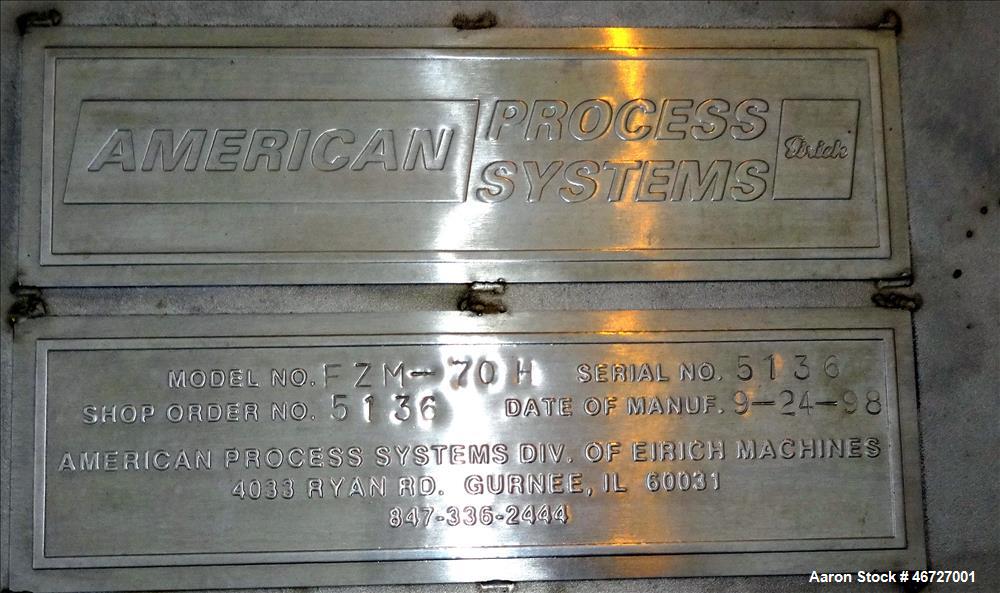 AMERICAN PROCESS SYSTEMS Eirich
MODEL NO. FZM-70H SERIAL NO. 5136
SHOP ORDER NO. 5136 DATE OF MANUF. 9-24-98
AMERICAN PROCESS SYSTEMS DIV. OF EIRICH MACHINES
4033 RYAN RD. GURNEE, IL 60031
847-336-2444
Aaron Stock # 46727001